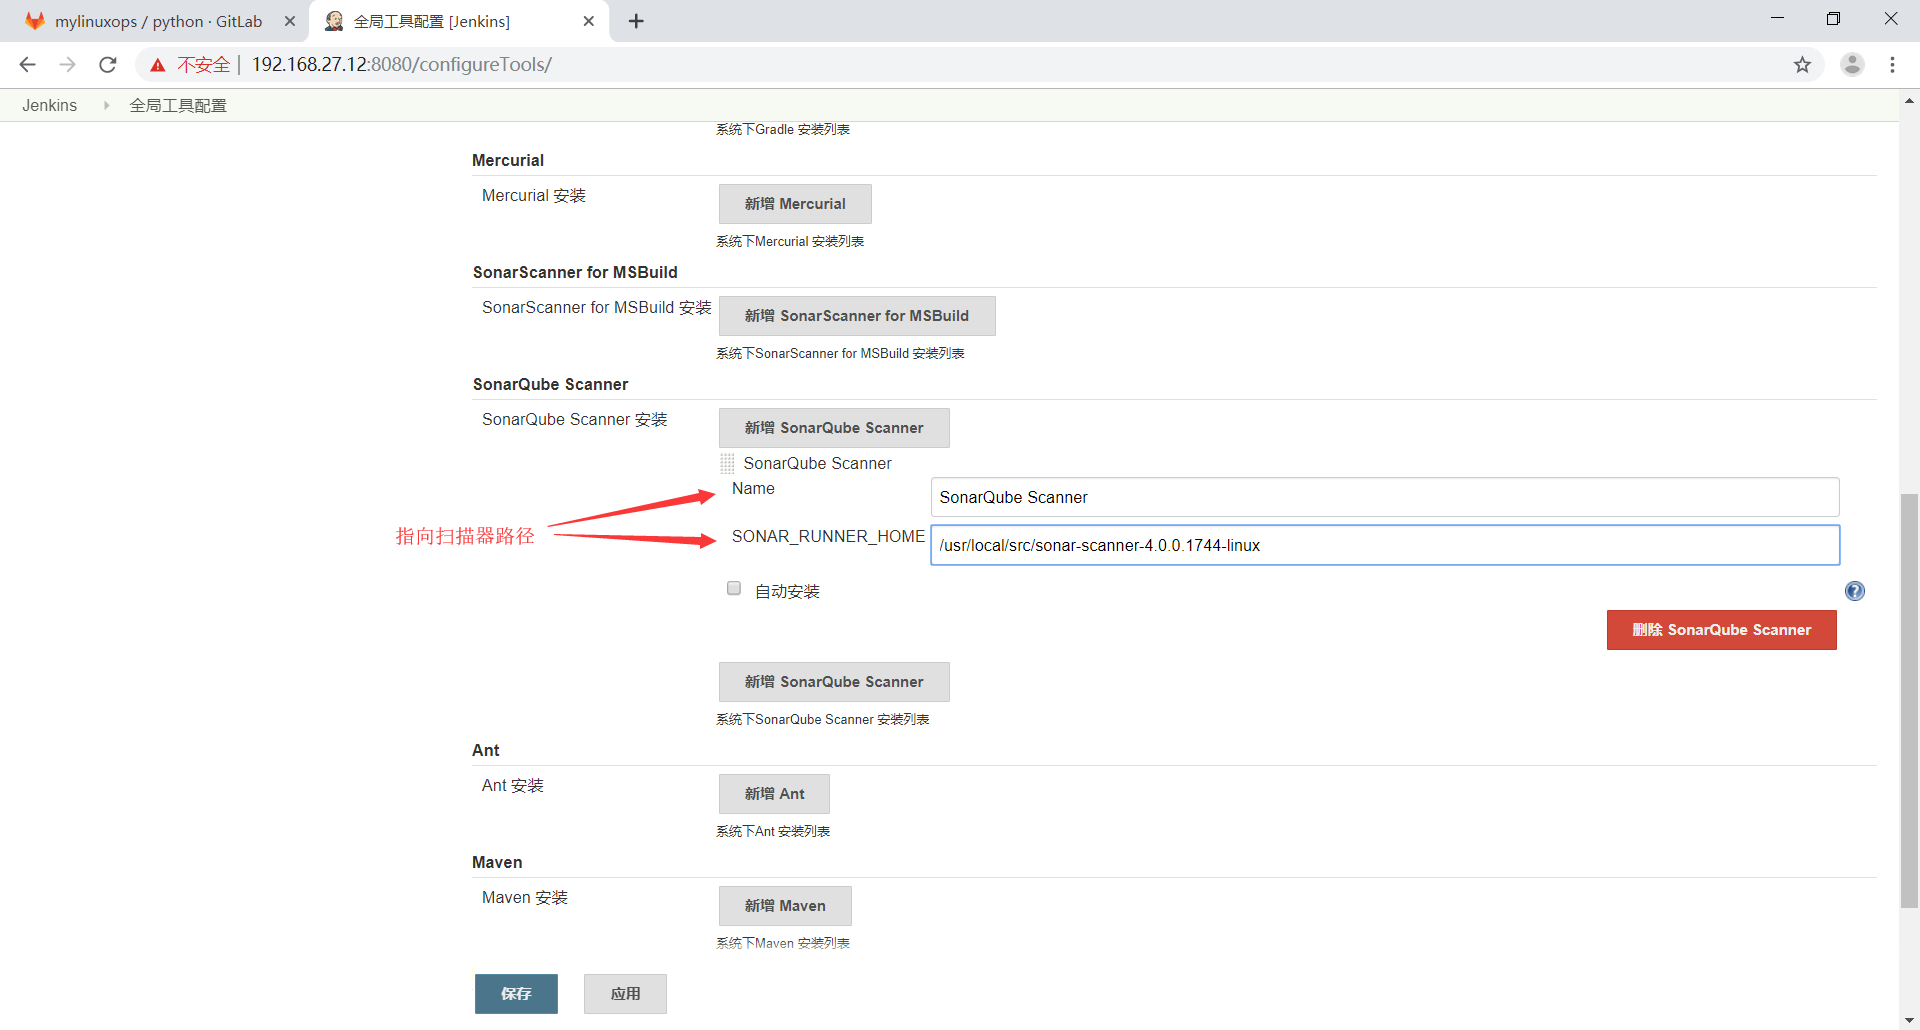 mylinuxops / python · GitLab
全局工具配置 [Jenkins]
不安全 | 192.168.27.12:8080/configureTools/
Jenkins 全局工具配置
系统下Gradle 安装列表
Mercurial
Mercurial 安装
新增 Mercurial
系统下Mercurial 安装列表
SonarScanner for MSBuild
SonarScanner for MSBuild 安装
新增 SonarScanner for MSBuild
系统下SonarScanner for MSBuild 安装列表
SonarQube Scanner
SonarQube Scanner 安装
新增 SonarQube Scanner
SonarQube Scanner
Name
SonarQube Scanner
指向扫描器路径
SONAR_RUNNER_HOME
/usr/local/src/sonar-scanner-4.0.0.1744-linux
自动安装
删除 SonarQube Scanner
新增 SonarQube Scanner
系统下SonarQube Scanner 安装列表
Ant
Ant 安装
新增 Ant
系统下Ant 安装列表
Maven
Maven 安装
新增 Maven
系统下Maven 安装列表
保存
应用